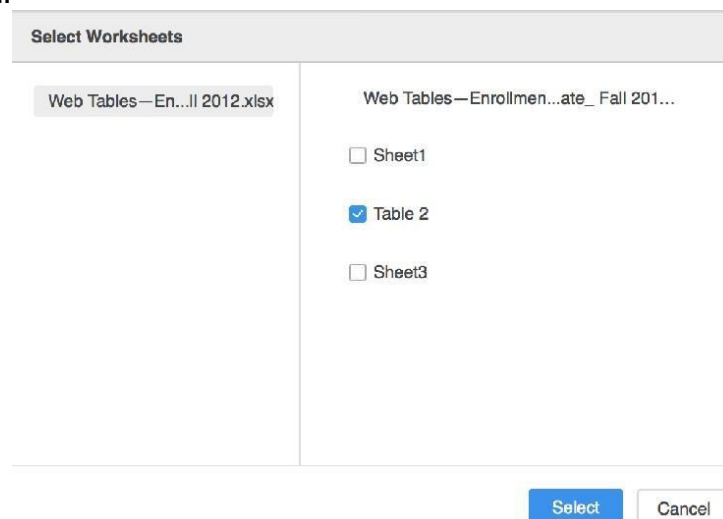 Select Worksheets
Web Tables—En...ll 2012.xlsx
Web Tables—Enrollmen...ate_ Fall 201...
Sheet1
Table 2
Sheet3
Select
Cancel